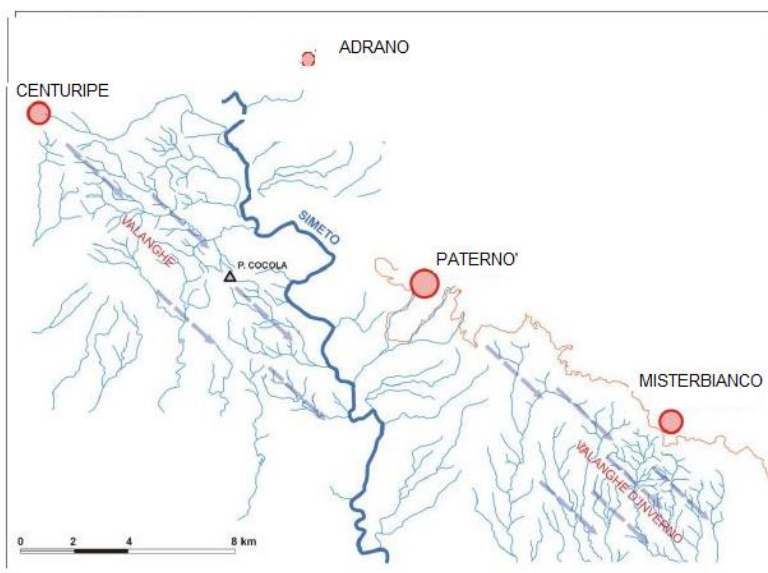 ADRANO
CENTURIPE
SIMETO
VALANGHE
P. COCOLA
PATERNO'
MISTERBIANCO
VALANGHE D'INVERNO
0 2 4 8 km